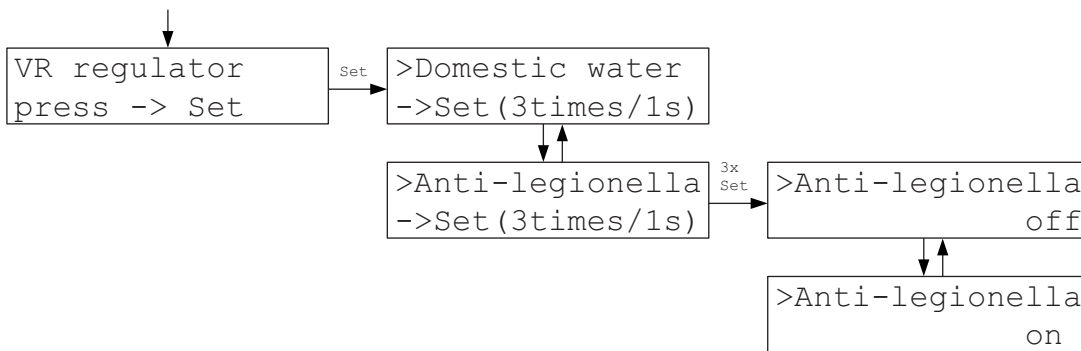 VR regulator
press -> Set
Set
>Domestic water
->Set(3times/1s)
>Anti-legionella
->Set(3times/1s)
3x
Set
>Anti-legionella
off
>Anti-legionella
on